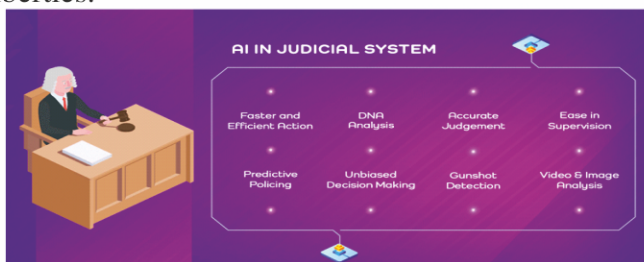 AI IN JUDICIAL SYSTEM
Faster and
Efficient Action
DNA
Analysis
Accurate
Judgement
Ease in
Supervision
Predictive
Policing
Unbiased
Decision Making
Gunshot
Detection
Video & Image
Analysis